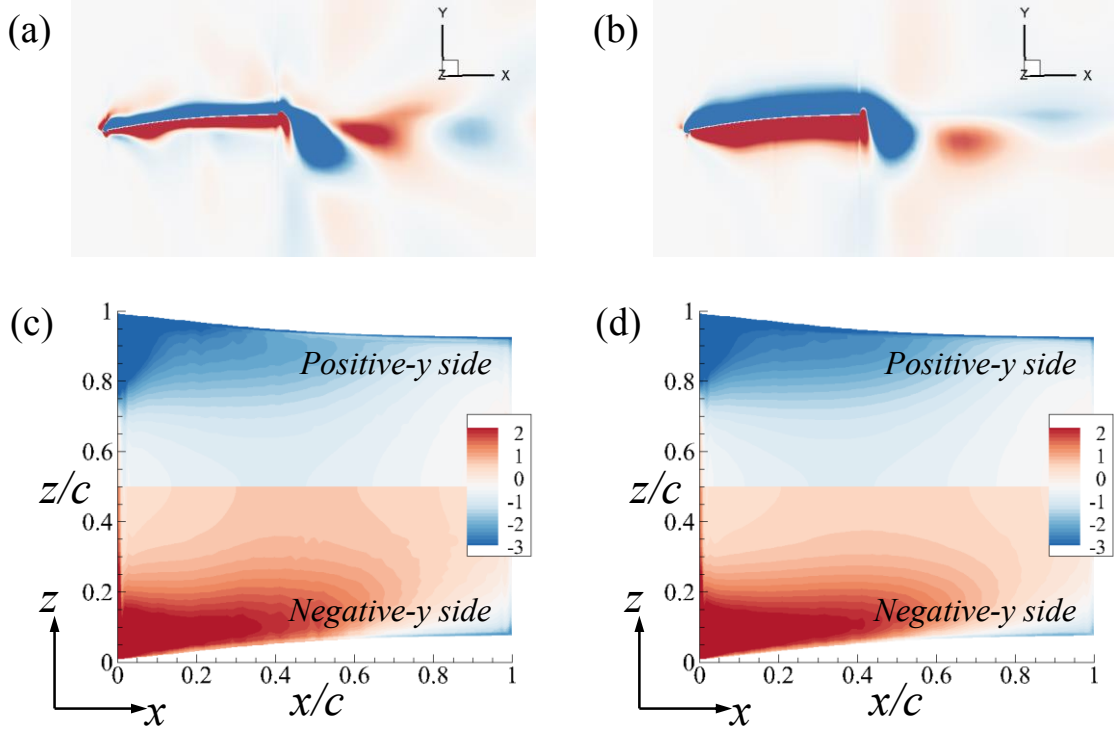 (a)
Y
Z
X
(b)
Y
Z
X
(c)
1
0.8
0.6
z/c
0.4
0.2
0
z
Positive-y side
2
1
0
-1
-2
-3
Negative-y side
0 0.2 0.4 0.6 0.8 1
x
x/c
(d)
1
0.8
0.6
z/c
0.4
0.2
0
z
Positive-y side
2
1
0
-1
-2
-3
Negative-y side
0 0.2 0.4 0.6 0.8 1
x
x/c